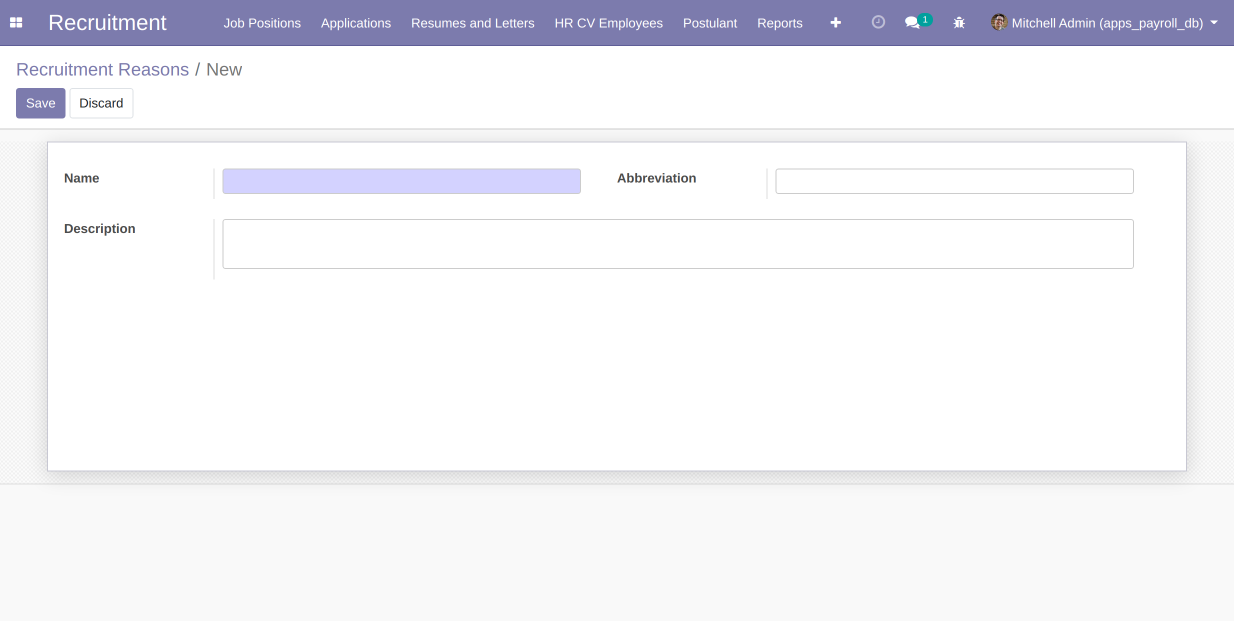 Recruitment Job Positions Applications Resumes and Letters HR CV Employees Postulant Reports 1 Mitchell Admin (apps_payroll_db)
Recruitment Reasons / New
Save Discard
Name Abbreviation
Description